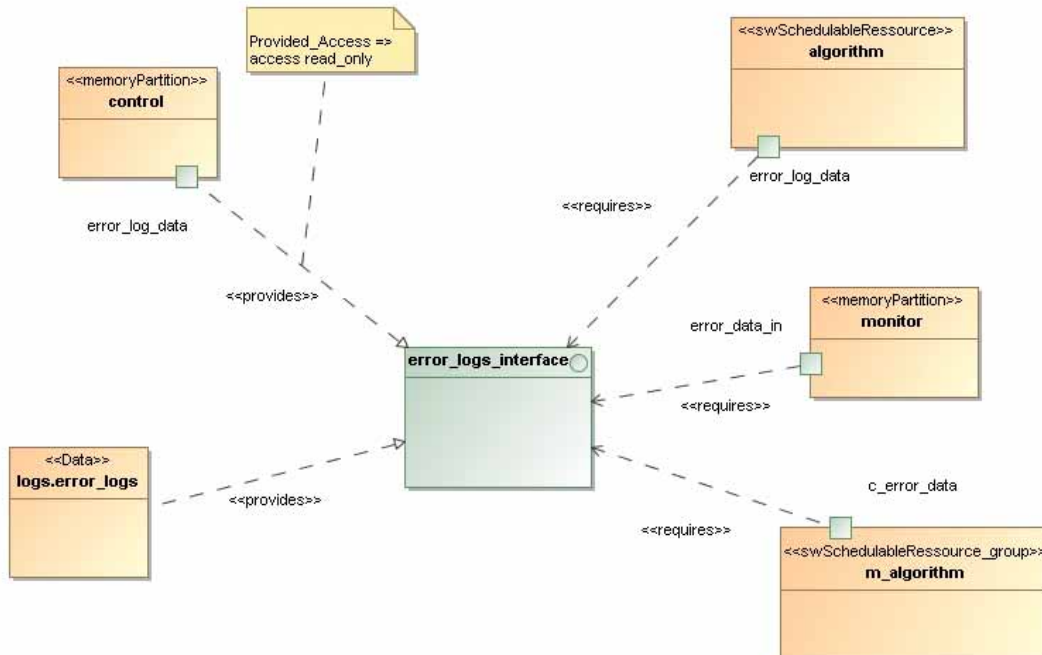 Provided_Access =>
access read_only
<<memoryPartition>>
control
error_log_data
<<provides>>
<<swSchedulableRessource>>
algorithm
error_log_data
<<requires>>
<<memoryPartition>>
monitor
error_data_in
<<requires>>
error_logs_interface
<<Data>>
logs.error_logs
<<provides>>
c_error_data
<<requires>>
<<swSchedulableRessource_group>>
m_algorithm